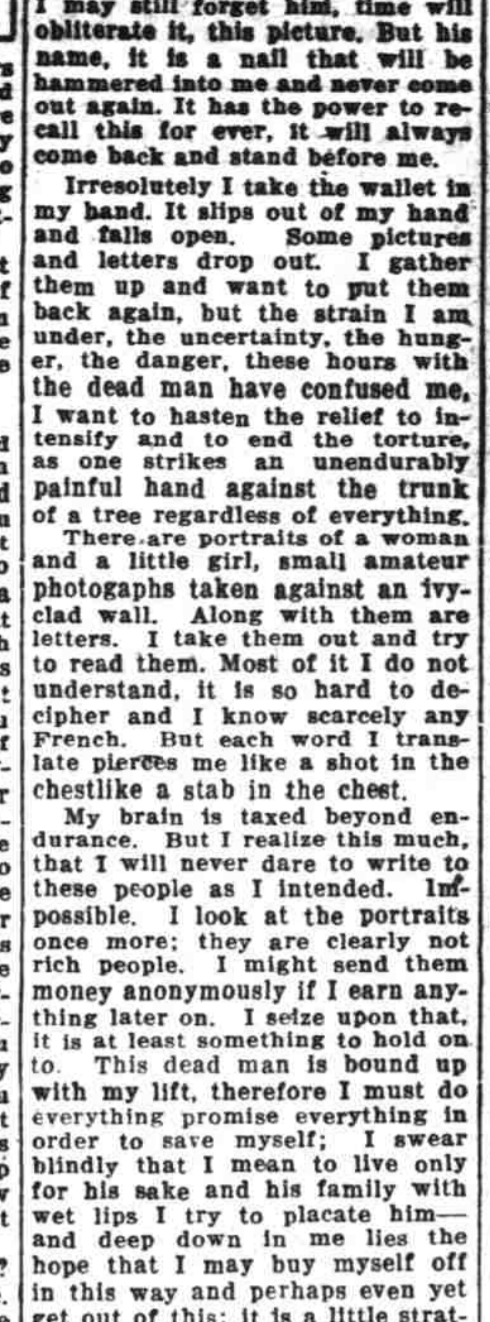 I may still forget him, time will
obliterate it, this picture. But his
name, it is a nail that will be
hammered into me and never come
out again. It has the power to re-
call this for ever, it will always
come back and stand before me.
Irresolutely I take the wallet in
my hand. It slips out of my hand
and falls open. Some pictures
and letters drop out. I gather
them up and want to put them
back again, but the strain I am
under, the uncertainty, the hung-
er, the danger, these hours with
the dead man have confused me,
I want to hasten the relief to in-
tensify and to end the torture,
as one strikes an unendurably
painful hand against the trunk
of a tree regardless of everything.
There are portraits of a woman
and a little girl, small amateur
photogaphs taken against an ivy-
clad wall. Along with them are
letters. I take them out and try
to read them. Most of it I do not
understand, it is so hard to de-
cipher and I know scarcely any
French. But each word I trans-
late pierces me like a shot in the
chestlike a stab in the chest.
My brain is taxed beyond en-
durance. But I realize this much,
that I will never dare to write to
these people as I intended. Im-
possible. I look at the portraits
once more; they are clearly not
rich people. I might send them
money anonymously if I earn any-
thing later on. I seize upon that,
it is at least something to hold on
to. This dead man is bound up
with my lift, therefore I must do
everything promise everything in
order to save myself; I swear
blindly that I mean to live only
for his sake and his family with
wet lips I try to placate him—
and deep down in me lies the
hope that I may buy myself off
in this way and perhaps even yet
get out of this; it is a little strat-